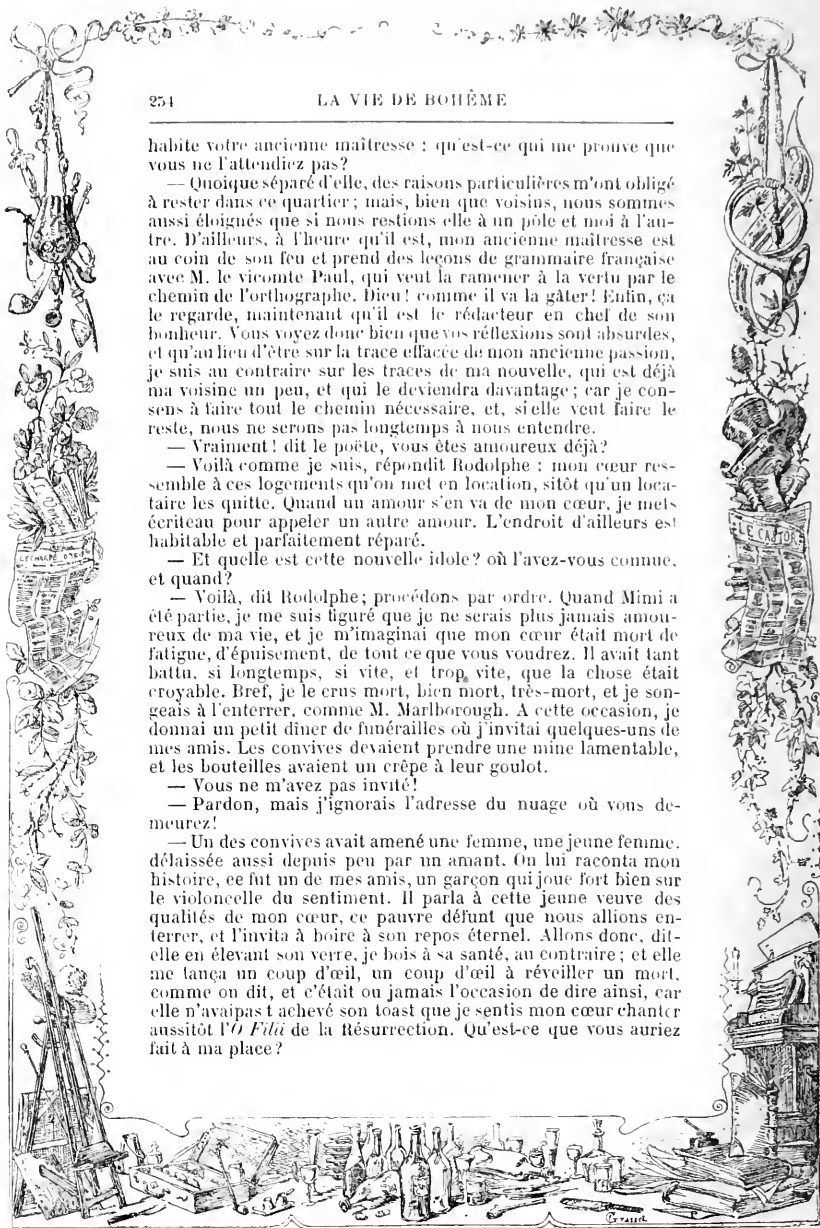 254 LA VIE DE BOHÊME
habite votre ancienne maîtresse : qu'est-ce qui me prouve que
vous ne l'attendiez pas?
— Quoique séparé d'elle, des raisons particulières m'ont obligé
à rester dans ce quartier ; mais, bien que voisins, nous sommes
aussi éloignés que si nous restions elle à un pôle et moi à l'au-
tre. D'ailleurs, à l'heure qu'il est, mon ancienne maîtresse est
au coin de son feu et prend des leçons de grammaire française
avec M. le vicomte Paul, qui veut la ramener à la vertu par le
chemin de l'orthographe. Dieu ! comme il va la gâter ! Enfin, ça
le regarde, maintenant qu'il est le rédacteur en chef de son
bonheur. Vous voyez donc bien que vos réflexions sont absurdes,
et qu'au lieu d'être sur la trace effacée de mon ancienne passion,
je suis au contraire sur les traces de ma nouvelle, qui est déjà
ma voisine un peu, et qui le deviendra davantage ; car je con-
sens à faire tout le chemin nécessaire, et, si elle veut faire le
reste, nous ne serons pas longtemps à nous entendre.
— Vraiment ! dit le poëte, vous êtes amoureux déjà?
— Voilà comme je suis, répondit Rodolphe : mon cœur res-
semble à ces logements qu'on met en location, sitôt qu'un loca-
taire les quitte. Quand un amour s'en va de mon cœur, je mets
écriteau pour appeler un autre amour. L'endroit d'ailleurs est
habitable et parfaitement réparé.
— Et quelle est cette nouvelle idole? où l'avez-vous connue,
et quand?
— Voilà, dit Rodolphe; procédons par ordre. Quand Mimi a
été partie, je me suis figuré que je ne serais plus jamais amou-
reux de ma vie, et je m'imaginai que mon cœur était mort de
fatigue, d'épuisement, de tout ce que vous voudrez. Il avait tant
battu, si longtemps, si vite, et trop vite, que la chose était
croyable. Bref, je le crus mort, bien mort, très-mort, et je son-
geais à l'enterrer, comme M. Marlborough. A cette occasion, je
donnai un petit dîner de funérailles où j'invitai quelques-uns de
mes amis. Les convives devaient prendre une mine lamentable,
et les bouteilles avaient un crêpe à leur goulot.
— Vous ne m'avez pas invité!
— Pardon, mais j'ignorais l'adresse du nuage où vous de-
meurez!
— Un des convives avait amené une femme, une jeune femme,
délaissée aussi depuis peu par un amant. On lui raconta mon
histoire, ce fut un de mes amis, un garçon qui joue fort bien sur
le violoncelle du sentiment. Il parla à cette jeune veuve des
qualités de mon cœur, ce pauvre défunt que nous allions en-
terrer, et l'invita à boire à son repos éternel. Allons donc, dit-
elle en élevant son verre, je bois à sa santé, au contraire ; et elle
me lança un coup d'œil, un coup d'œil à réveiller un mort,
comme on dit, et c'était ou jamais l'occasion de dire ainsi, car
elle n'avaipas t achevé son toast que je sentis mon cœur chanter
aussitôt l'O Filii de la Résurrection. Qu'est-ce que vous auriez
fait à ma place?
LE CASTOR
Grasset